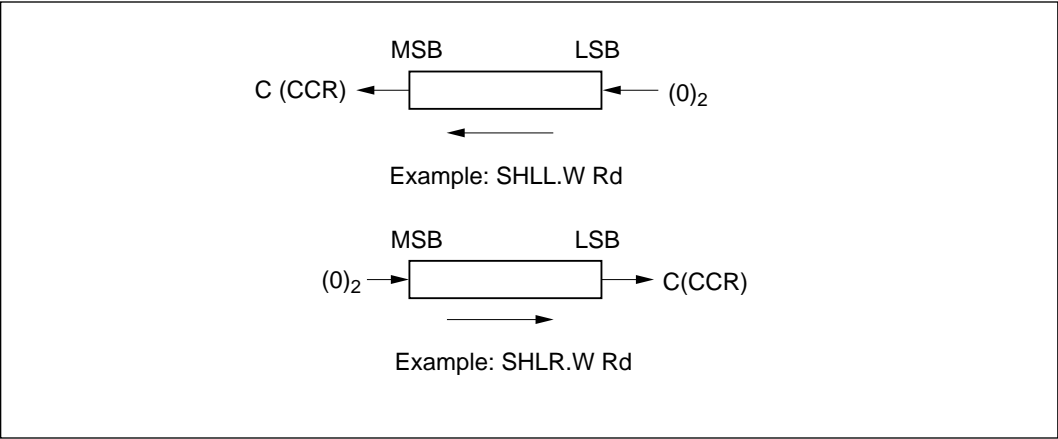 MSB LSB
C (CCR) (0)₂
Example: SHLL.W Rd
MSB LSB
(0)₂ C(CCR)
Example: SHLR.W Rd